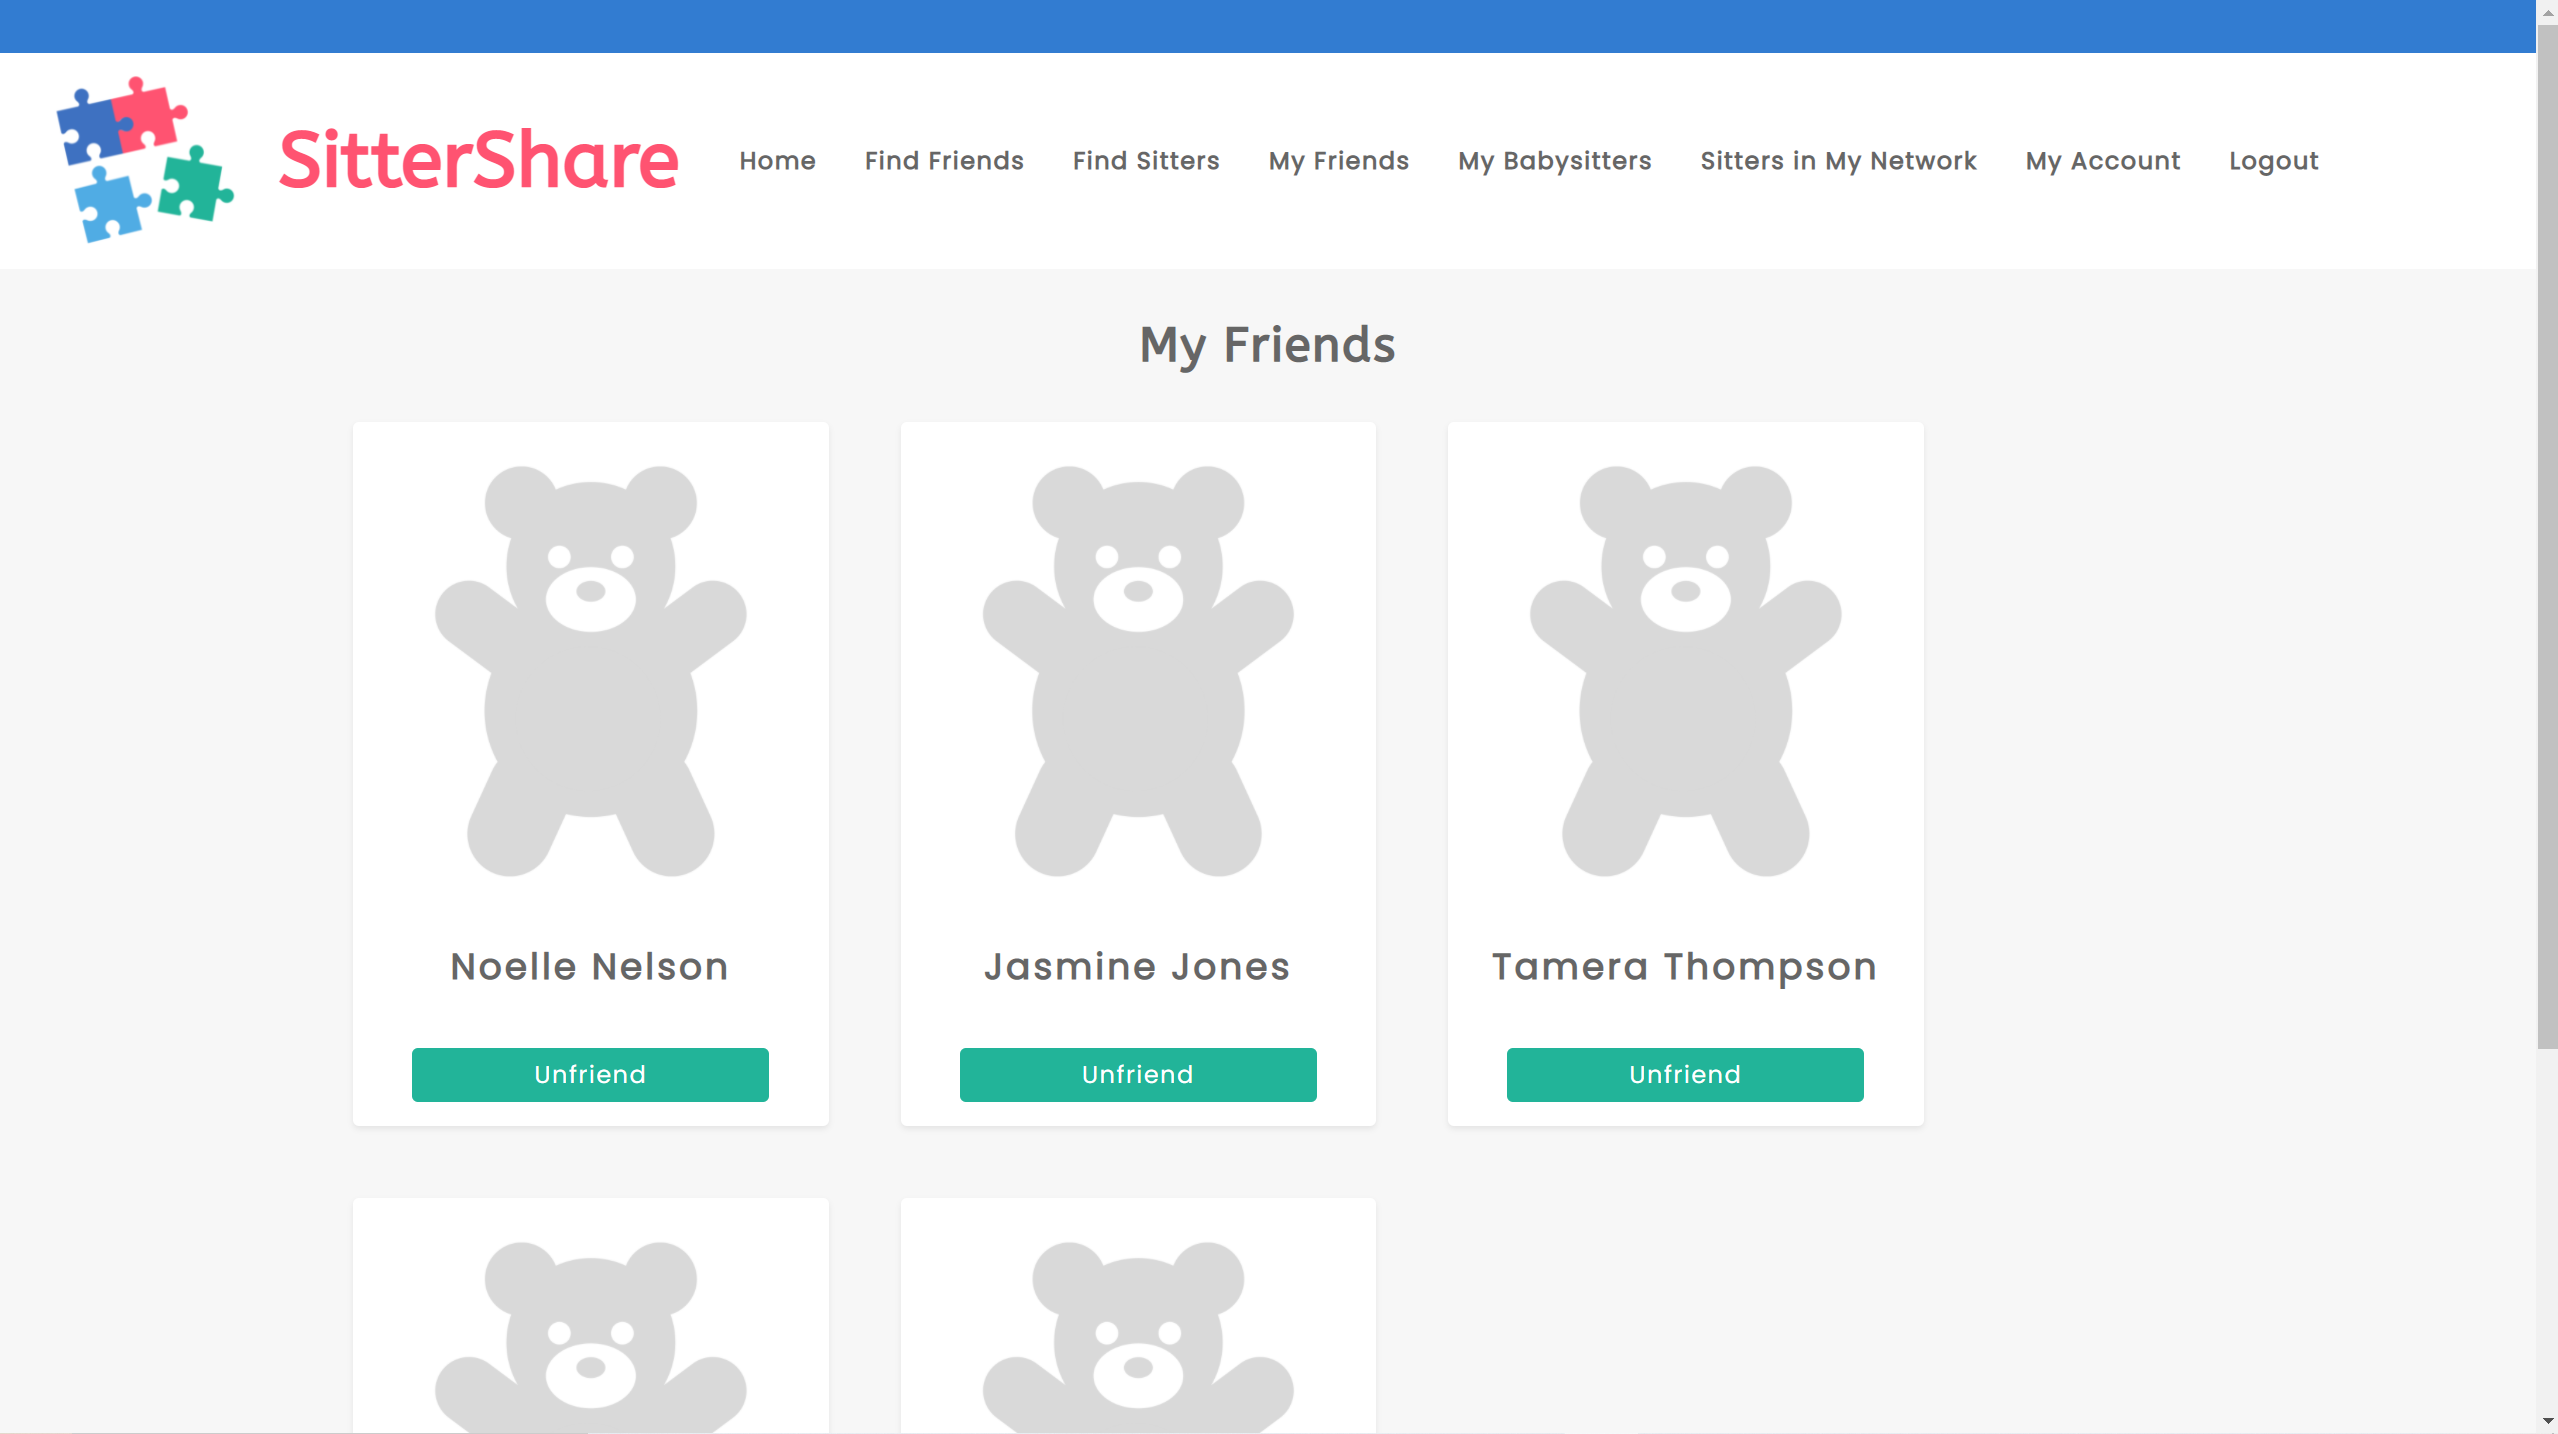 SitterShare
Home Find Friends Find Sitters My Friends My Babysitters Sitters in My Network My Account Logout
My Friends
Noelle Nelson Jasmine Jones Tamera Thompson
Unfriend Unfriend Unfriend